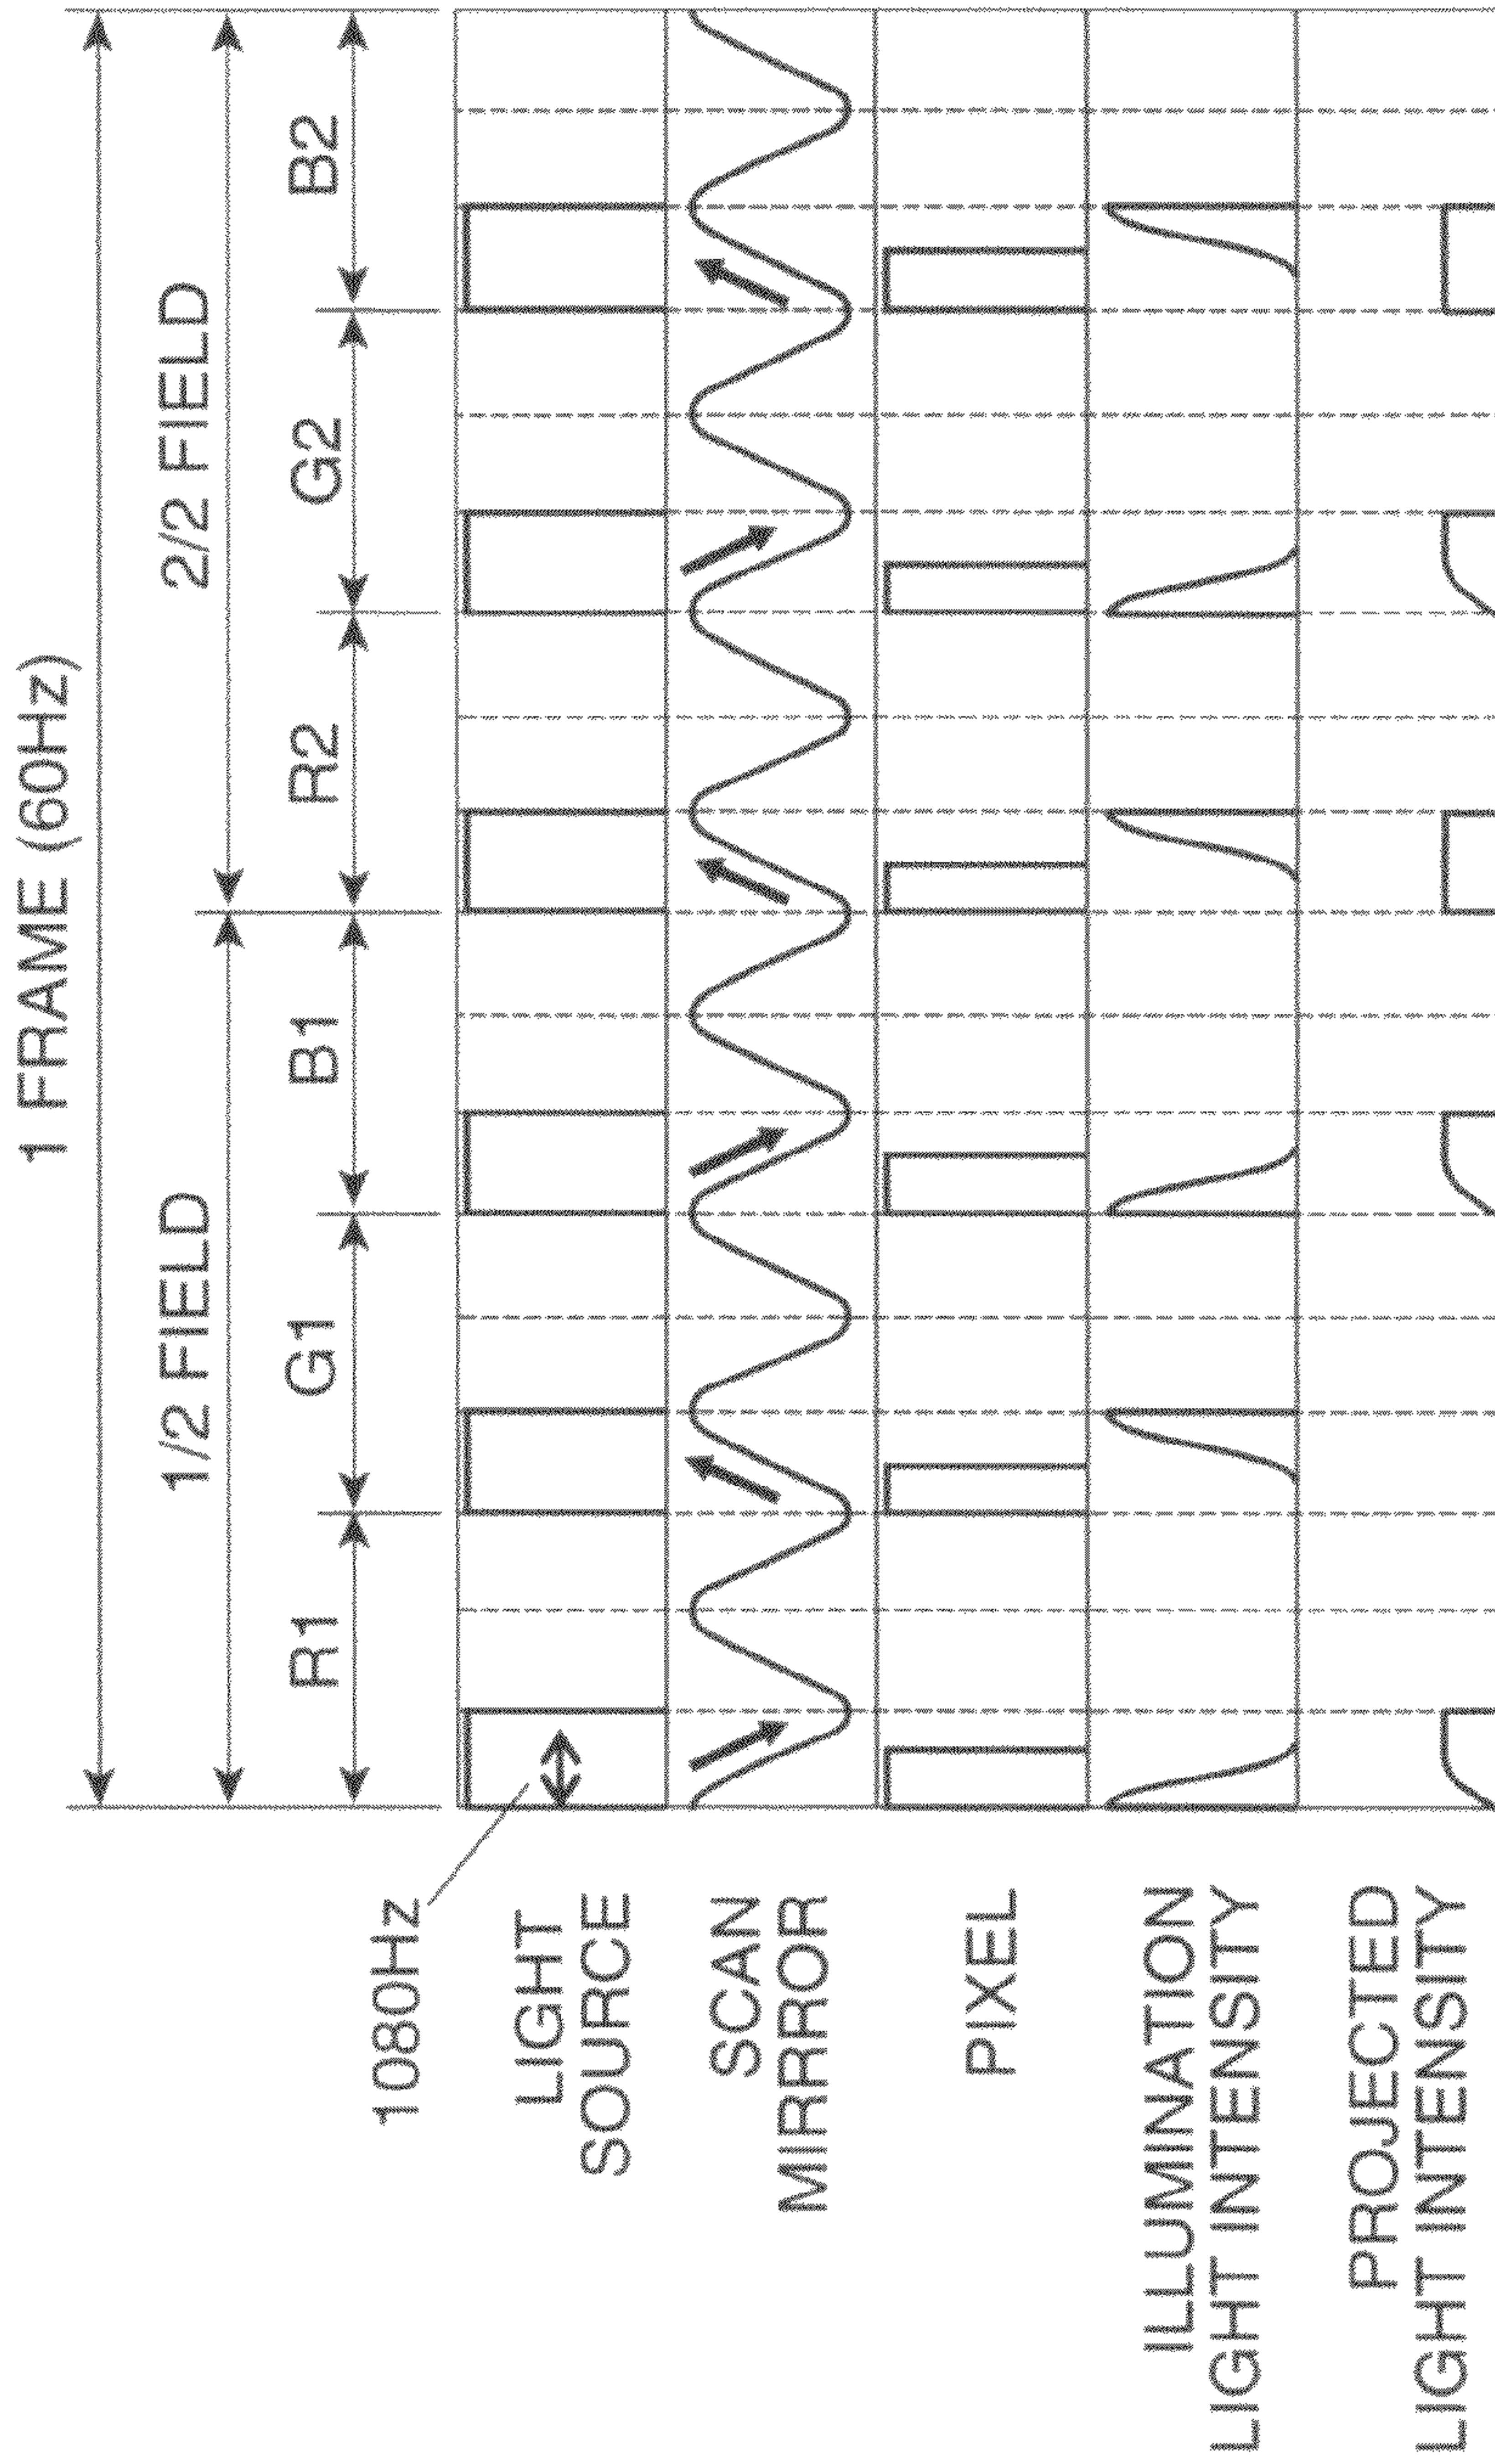 1 FRAME (60Hz)
1/2 FIELD
2/2 FIELD
R1
G1
B1
R2
G2
B2
1080Hz
LIGHT
SOURCE
SCAN
MIRROR
PIXEL
ILLUMINATION
LIGHT INTENSITY
PROJECTED
LIGHT INTENSITY